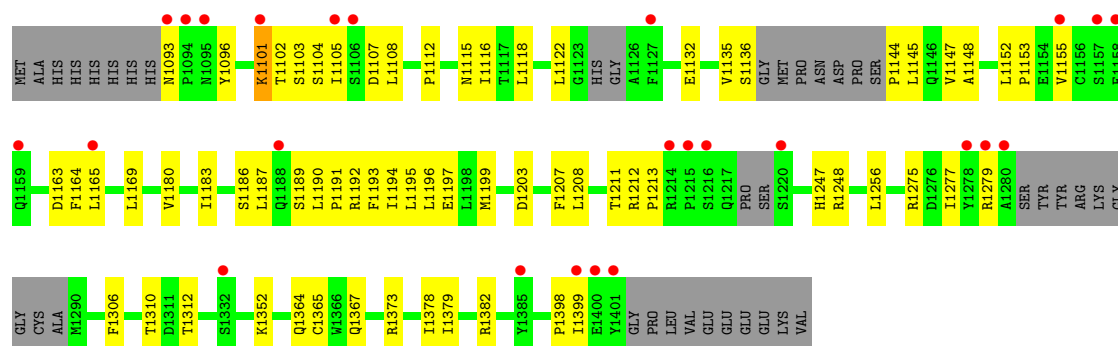 MET ALA HIS HIS HIS HIS HIS HIS N1093 P1094 N1095 Y1096 K1101 T1102 S1103 S1104 I1105 S1106 D1107 L1108 P1112 N1115 I1116 T1117 L1118 L1122 G1123 HIS GLY A1126 F1127 E1132 V1135 S1136 GLY MET PRO ASN ASP PRO SER P1144 L1145 Q1146 V1147 A1148 L1152 P1153 E1154 V1155 C1156 S1157 E1158
Q1159 D1163 F1164 L1165 L1169 V1180 I1183 S1186 L1187 Q1188 S1189 L1190 P1191 R1192 F1193 I1194 L1195 L1196 E1197 L1198 M1199 D1203 F1207 L1208 T1211 R1212 P1213 R1214 P1215 S1216 Q1217 PRO SER S1220 H1247 R1248 L1256 R1275 D1276 I1277 Y1278 R1279 A1280 SER TYR TYR ARG LYS GLY
GLY CYS ALA M1290 F1306 T1310 D1311 T1312 S1332 K1352 Q1364 C1365 W1366 Q1367 R1373 I1378 I1379 R1382 Y1385 P1398 I1399 E1400 Y1401 GLY PRO LEU VAL GLU GLU GLU GLU LYS VAL